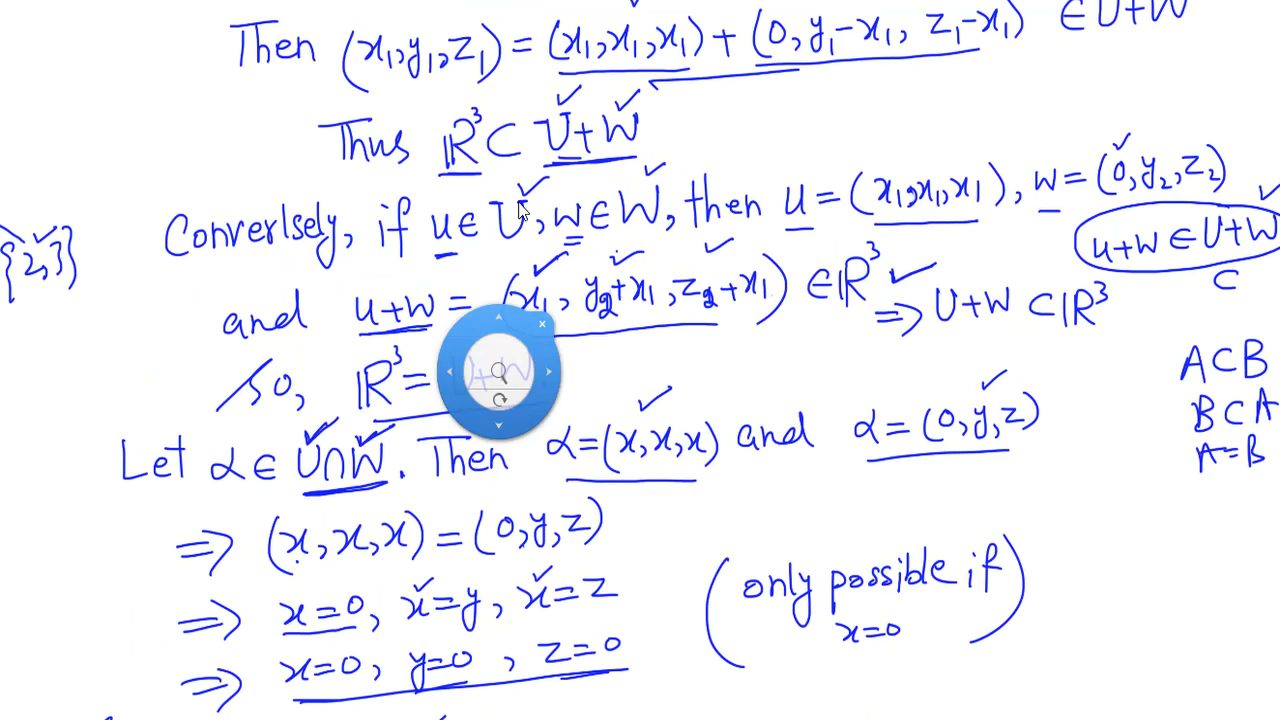 Then (x₁,y₁,z₁) = (x₁,x₁,x₁) + (0, y₁-x₁, z₁-x₁) ∈ U+W
Thus ℝ³ ⊂ U+W
Converlsely, if u ∈ U, w ∈ W, then u = (x₁,x₁,x₁), w = (0, y₂, z₂)
{2,3}
u+w ∈ U+W
⊂
and u+w = (x₁, y₂+x₁, z₂+x₁) ∈ ℝ³ ⇒ U+W ⊂ ℝ³
So, ℝ³ = U+W
A⊂B
B⊂A
A=B
Let α ∈ U∩W. Then α=(x,x,x) and α = (0,y,z)
⇒ (x,x,x) = (0,y,z)
⇒ x=0, x=y, x=z
(only possible if
x=0)
⇒ x=0, y=0, z=0